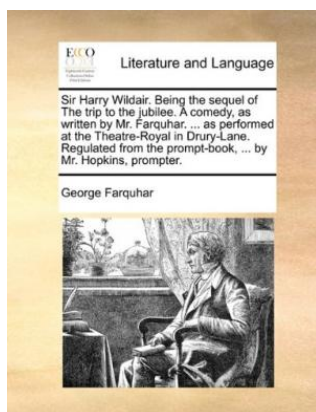 ECCO
Literature and Language
Sir Harry Wildair. Being the sequel of
The trip to the jubilee. A comedy, as
written by Mr. Farquhar. ... as performed
at the Theatre-Royal in Drury-Lane.
Regulated from the prompt-book, ... by
Mr. Hopkins, prompter.
George Farquhar